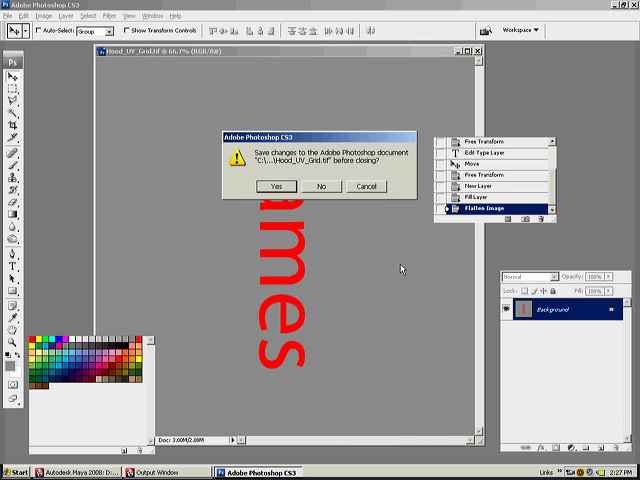 Adobe Photoshop CS3
File Edit Image Layer Select Filter View Window Help
Auto-Select: Group Show Transform Controls Workspace
Hood_UV_Grid.tif @ 66.7% (RGB/8#)
Ps
Adobe Photoshop CS3
Save changes to the Adobe Photoshop document
"C:\...\Hood_UV_Grid.tif" before closing?
Yes No Cancel
Free Transform
Edit Type Layer
Move
Free Transform
New Layer
Fill Layer
Flatten Image
ames
Normal Opacity: 100%
Lock: Fill: 100%
Background
Doc: 3.00M/2.00M
Start Autodesk Maya 2008: D:... Output Window Adobe Photoshop CS3 Links 2:27 PM